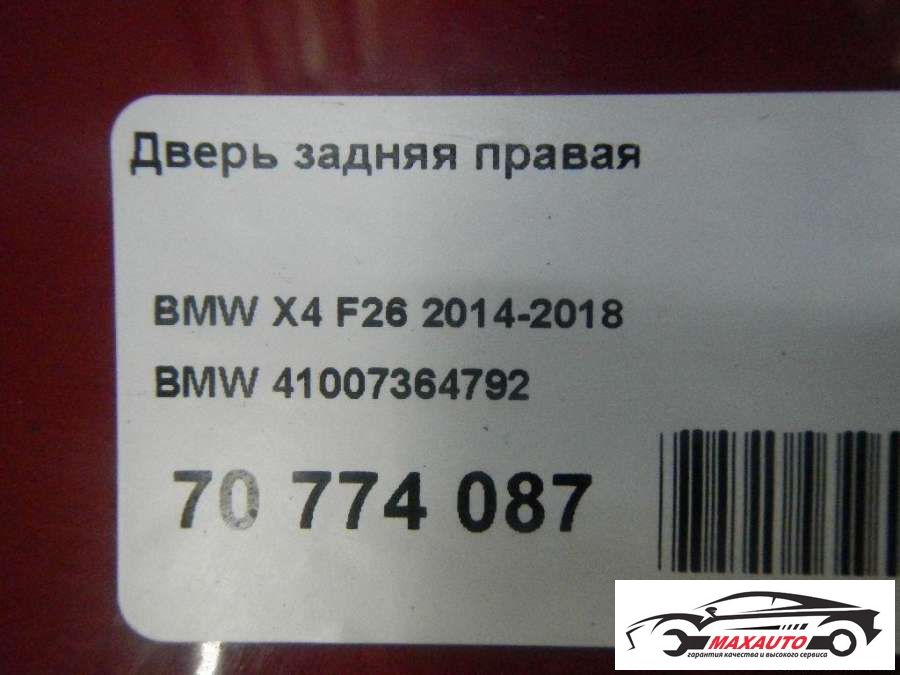 Дверь задняя правая
BMW X4 F26 2014-2018
BMW 41007364792
70 774 087
MAXAUTO
гарантия качества и высокого сервиса